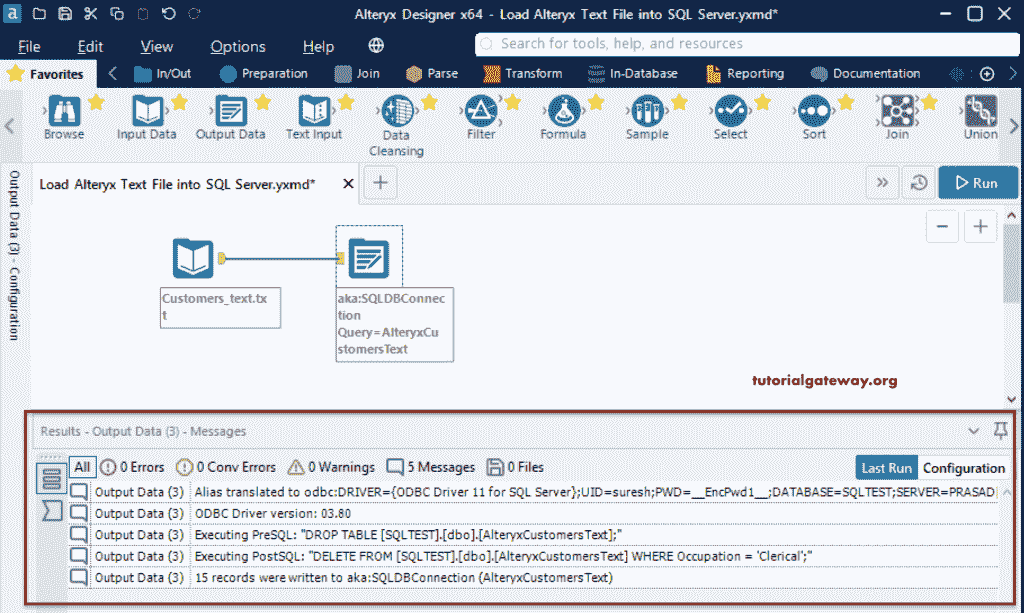 a
Alteryx Designer x64 - Load Alteryx Text File into SQL Server.yxmd*
File Edit View Options Help
Search for tools, help, and resources
Favorites In/Out Preparation Join Parse Transform In-Database Reporting Documentation
Browse Input Data Output Data Text Input Data Cleansing Filter Formula Sample Select Sort Join Union
Output Data (3) - Configuration
Load Alteryx Text File into SQL Server.yxmd*
Run
Customers_text.tx
t
aka:SQLDBConnec
tion
Query=AlteryxCu
stomersText
tutorialgateway.org
Results - Output Data (3) - Messages
All 0 Errors 0 Conv Errors 0 Warnings 5 Messages 0 Files Last Run Configuration
Output Data (3) Alias translated to odbc:DRIVER={ODBC Driver 11 for SQL Server};UID=suresh;PWD=__EncPwd1__;DATABASE=SQLTEST;SERVER=PRASAD
Output Data (3) ODBC Driver version: 03.80
Output Data (3) Executing PreSQL: "DROP TABLE [SQLTEST].[dbo].[AlteryxCustomersText];"
Output Data (3) Executing PostSQL: "DELETE FROM [SQLTEST].[dbo].[AlteryxCustomersText] WHERE Occupation = 'Clerical';"
Output Data (3) 15 records were written to aka:SQLDBConnection (AlteryxCustomersText)